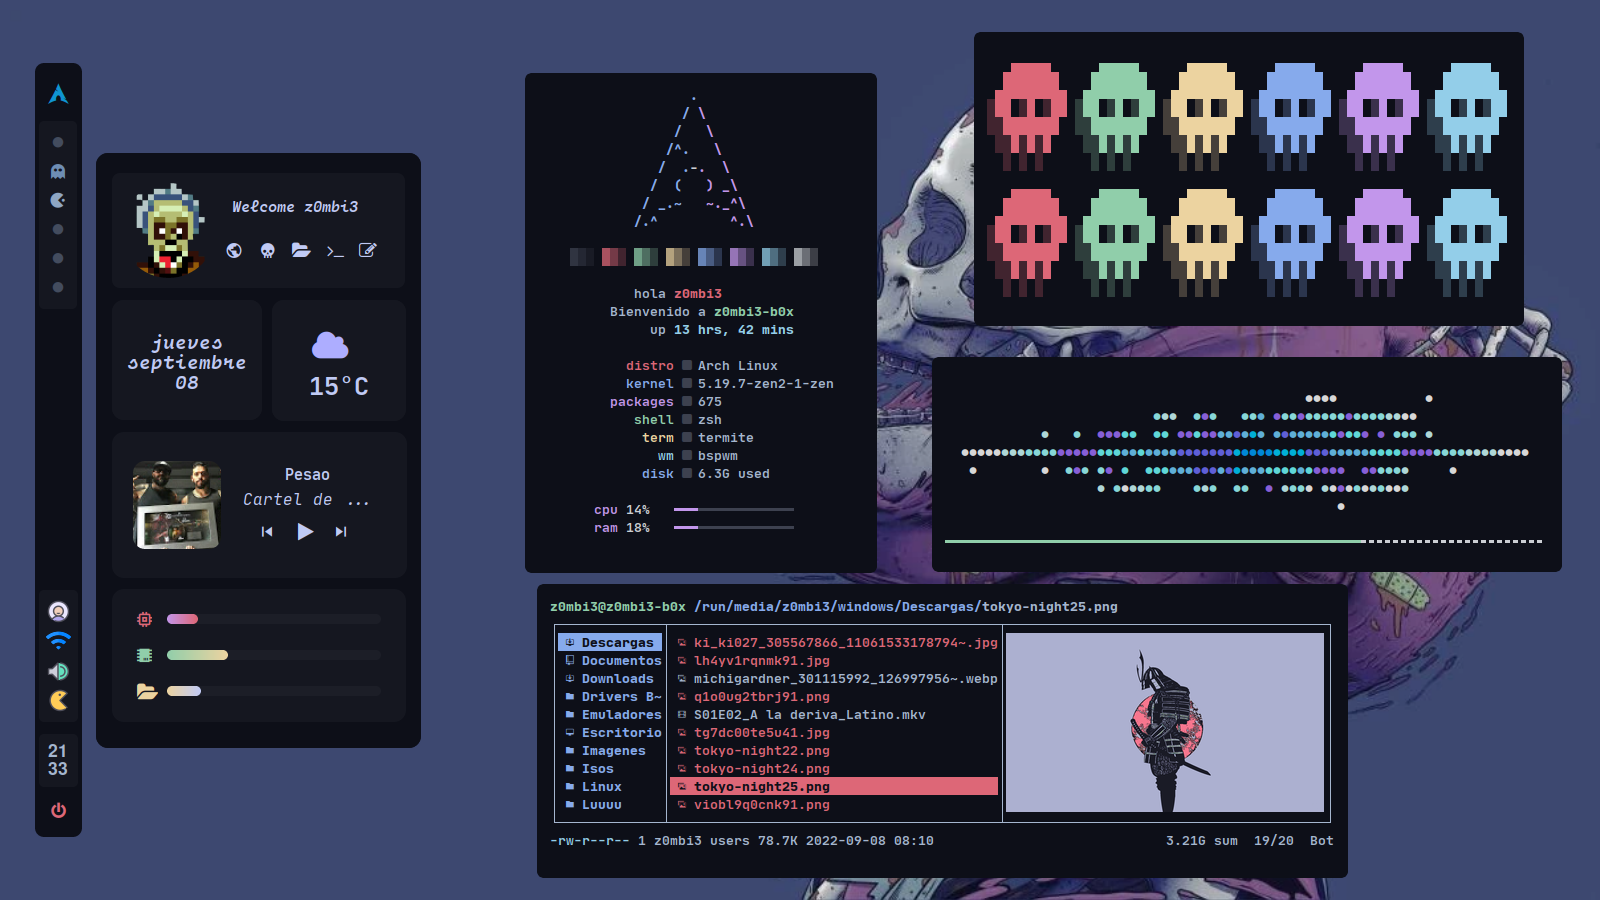 Welcome z0mbi3
jueves
septiembre
08
15°C
Pesao
Cartel de ...
21
33
hola z0mbi3
Bienvenido a z0mbi3-b0x
up 13 hrs, 42 mins
distro Arch Linux
kernel 5.19.7-zen2-1-zen
packages 675
shell zsh
term termite
wm bspwm
disk 6.3G used
cpu 14%
ram 18%
z0mbi3@z0mbi3-b0x /run/media/z0mbi3/windows/Descargas/tokyo-night25.png
Descargas ki_ki027_305567866_11061533178794~.jpg
Documentos lh4yv1rqnmk91.jpg
Downloads michigardner_301115992_126997956~.webp
Drivers B~ q1o0ug2tbrj91.png
Emuladores S01E02_A la deriva_Latino.mkv
Escritorio tg7dc00te5u41.jpg
Imagenes tokyo-night22.png
Isos tokyo-night24.png
Linux tokyo-night25.png
Luuuu viobl9q0cnk91.png
-rw-r--r-- 1 z0mbi3 users 78.7K 2022-09-08 08:10 3.21G sum 19/20 Bot